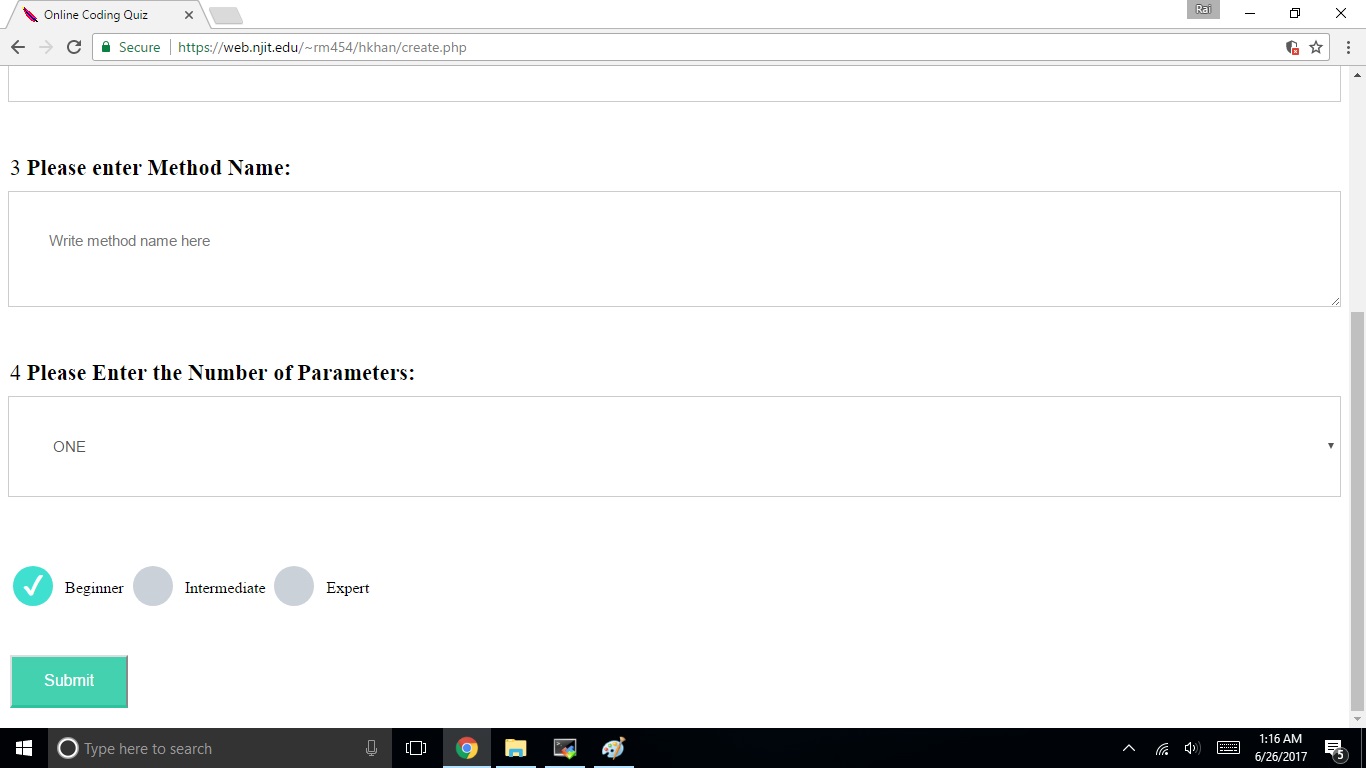 Online Coding Quiz
Rai
Secure https://web.njit.edu/~rm454/hkhan/create.php
3 Please enter Method Name:
Write method name here
4 Please Enter the Number of Parameters:
ONE
Beginner Intermediate Expert
Submit
Type here to search
1:16 AM
6/26/2017
5